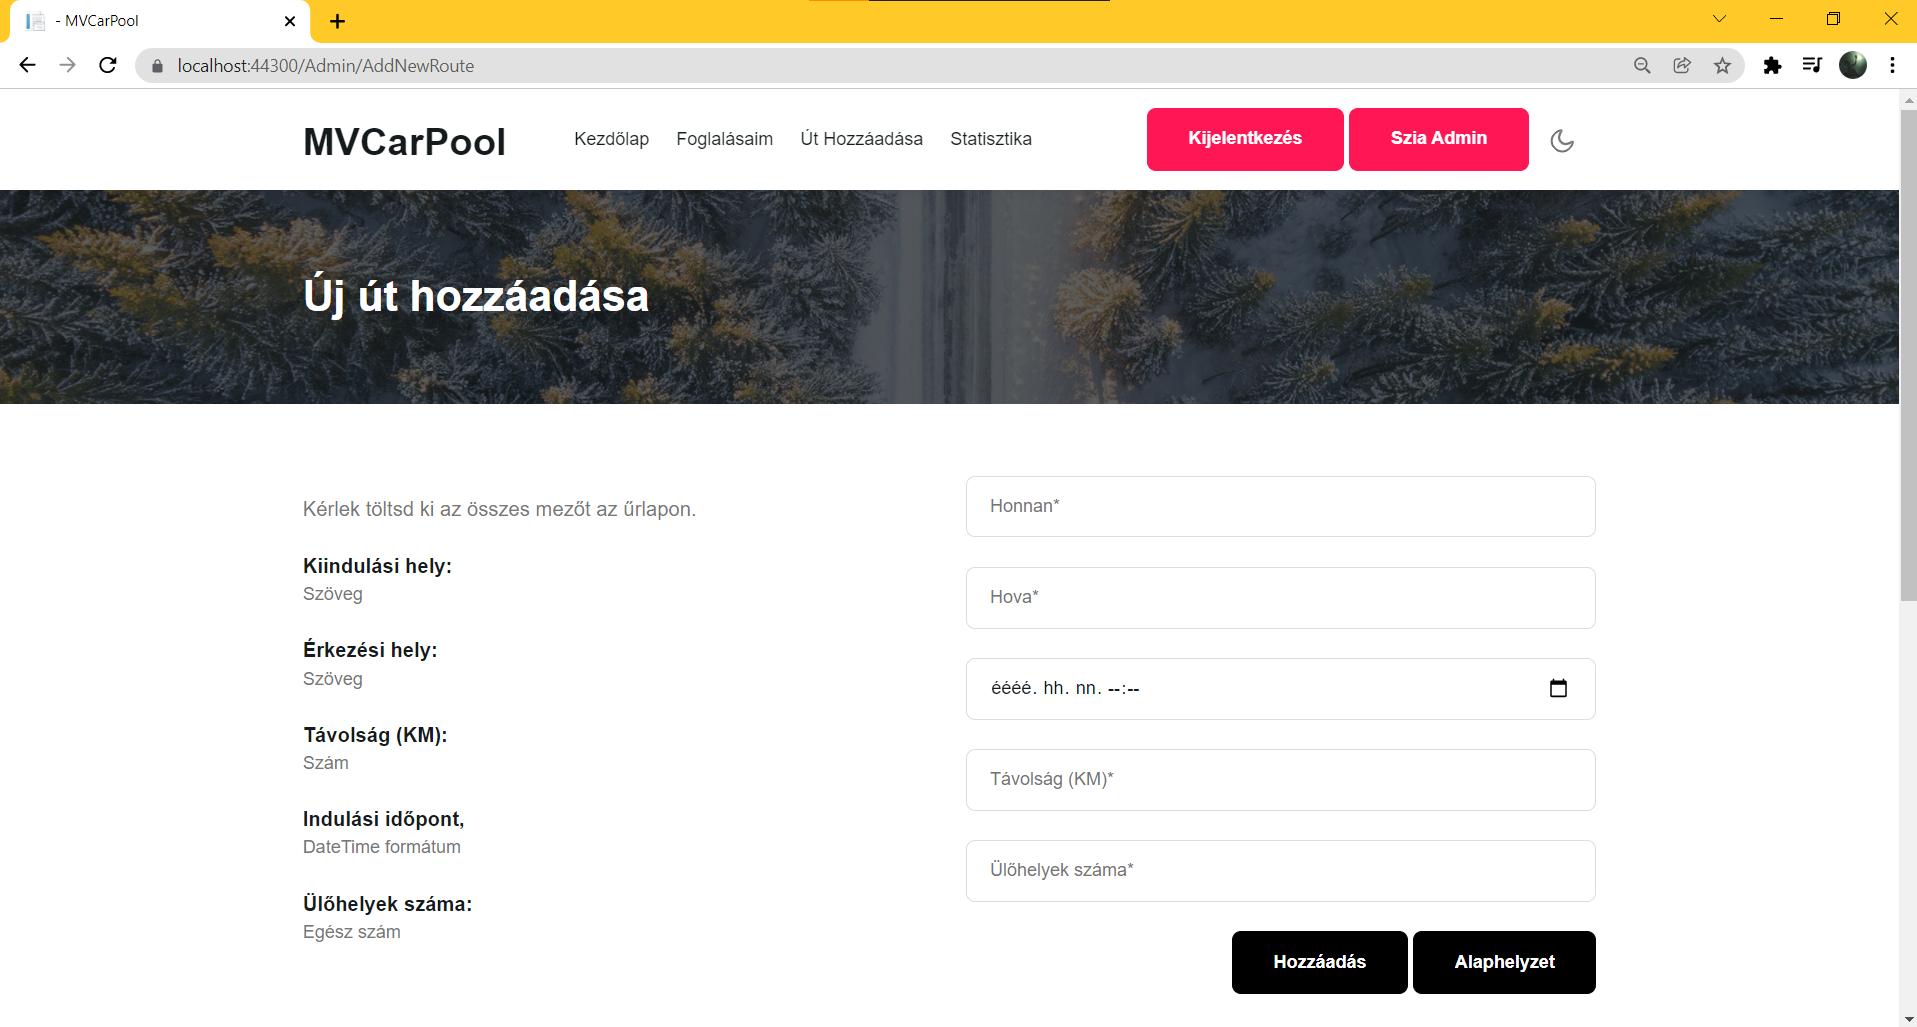 - MVCarPool
localhost:44300/Admin/AddNewRoute
MVCarPool
Kezdőlap Foglalásaim Út Hozzáadása Statisztika
Kijelentkezés Szia Admin
Új út hozzáadása
Kérlek töltsd ki az összes mezőt az űrlapon.
Kiindulási hely:
Szöveg
Érkezési hely:
Szöveg
Távolság (KM):
Szám
Indulási időpont,
DateTime formátum
Ülőhelyek száma:
Egész szám
Honnan*
Hova*
éééé. hh. nn. --:--
Távolság (KM)*
Ülőhelyek száma*
Hozzáadás Alaphelyzet